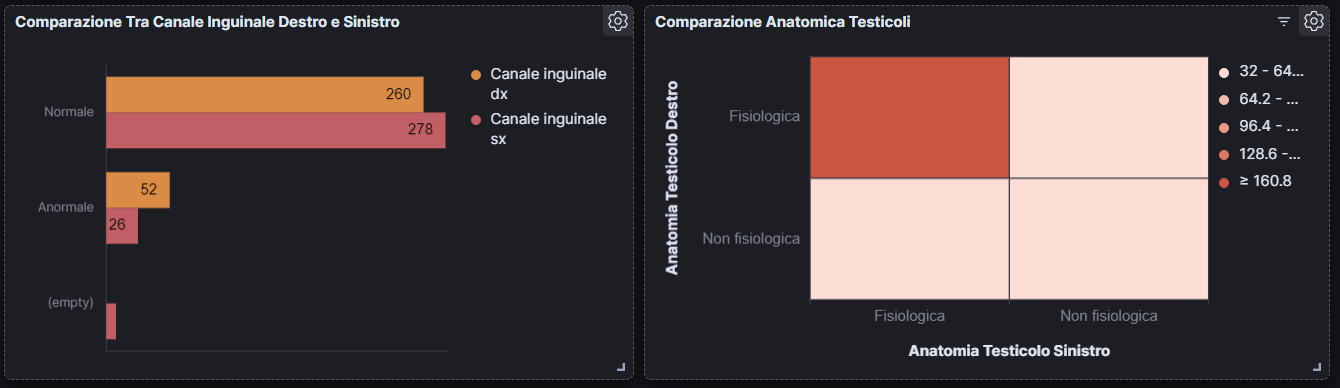 Comparazione Tra Canale Inguinale Destro e Sinistro
Normale
260
278
Anormale
52
26
(empty)
Canale inguinale
dx
Canale inguinale
sx
Comparazione Anatomica Testicoli
Anatomia Testicolo Destro
Fisiologica
Non fisiologica
Fisiologica
Non fisiologica
Anatomia Testicolo Sinistro
32 - 64...
64.2 - ...
96.4 - ...
128.6 -...
≥ 160.8